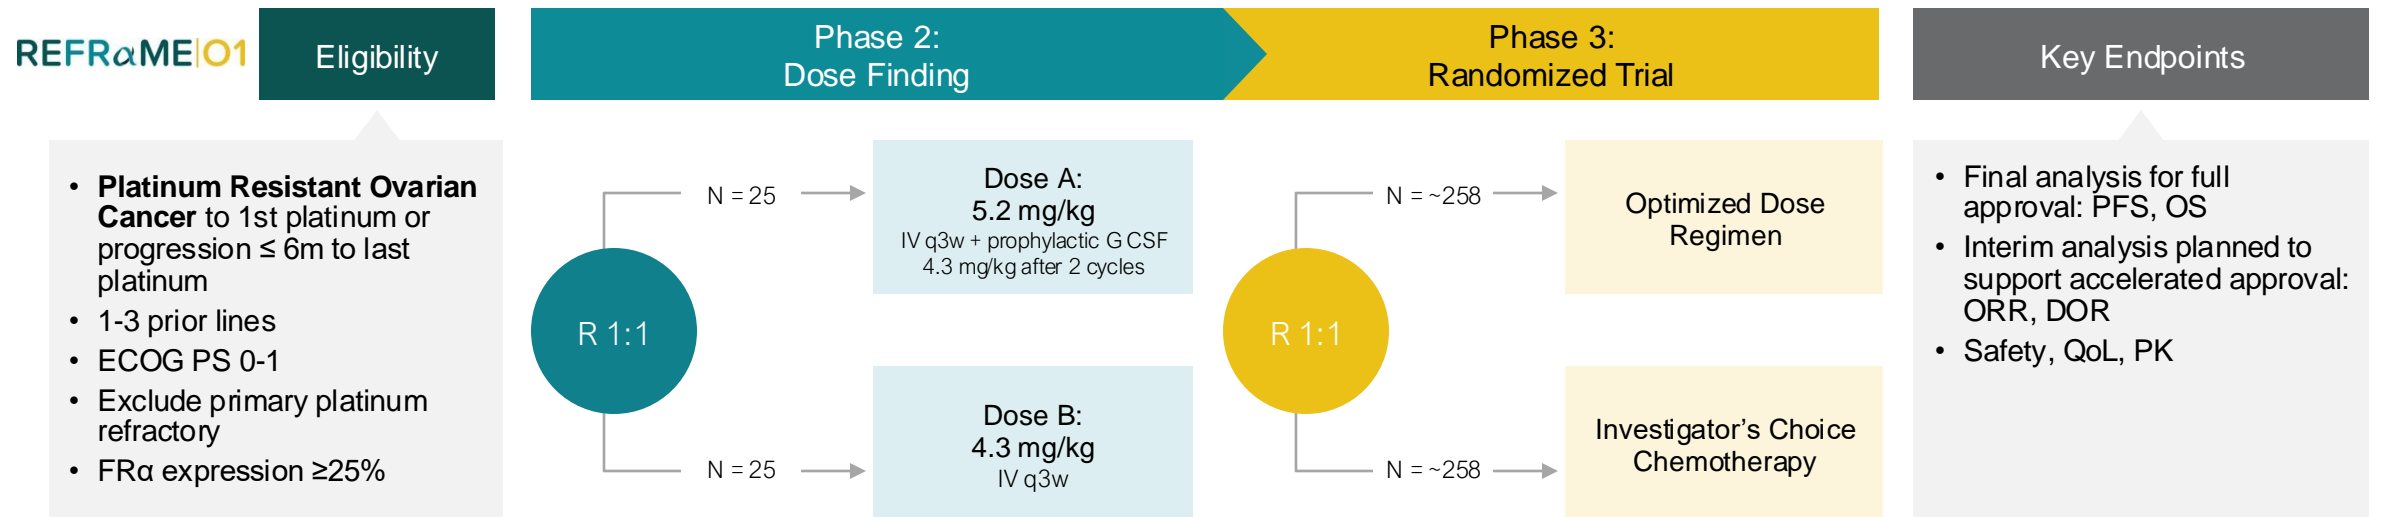 REFRαME|O1
Eligibility
Phase 2:
Dose Finding
Phase 3:
Randomized Trial
Key Endpoints
• Platinum Resistant Ovarian
Cancer to 1st platinum or
progression ≤ 6m to last
platinum
• 1-3 prior lines
• ECOG PS 0-1
• Exclude primary platinum
refractory
• FRα expression ≥25%
R 1:1
N = 25
Dose A:
5.2 mg/kg
IV q3w + prophylactic G CSF
4.3 mg/kg after 2 cycles
N = 25
Dose B:
4.3 mg/kg
IV q3w
R 1:1
N = ~258
Optimized Dose
Regimen
N = ~258
Investigator’s Choice
Chemotherapy
• Final analysis for full
approval: PFS, OS
• Interim analysis planned to
support accelerated approval:
ORR, DOR
• Safety, QoL, PK